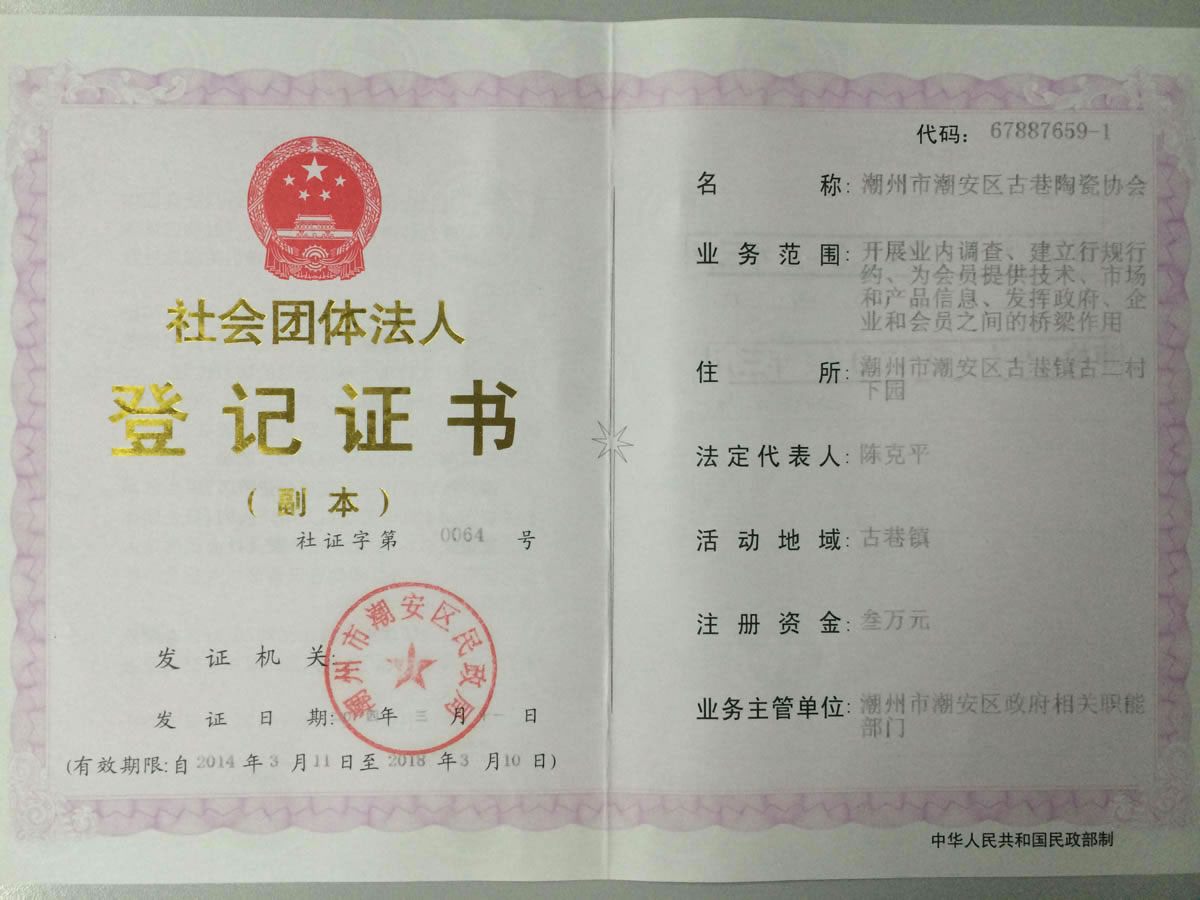 社会团体法人
登记证书
(副本)
社证字第 0064 号
潮州市潮安区民政局
发证机关:
发证日期: 四年三月十一日
(有效期限:自2014年3月11日至2018年3月10日)
代码: 67887659-1
名称: 潮州市潮安区古巷陶瓷协会
业务范围: 开展业内调查、建立行规行
约、为会员提供技术、市场
和产品信息、发挥政府、企
业和会员之间的桥梁作用
住所: 潮州市潮安区古巷镇古二村
下园
法定代表人: 陈克平
活动地域: 古巷镇
注册资金: 叁万元
业务主管单位: 潮州市潮安区政府相关职能
部门
中华人民共和国民政部制